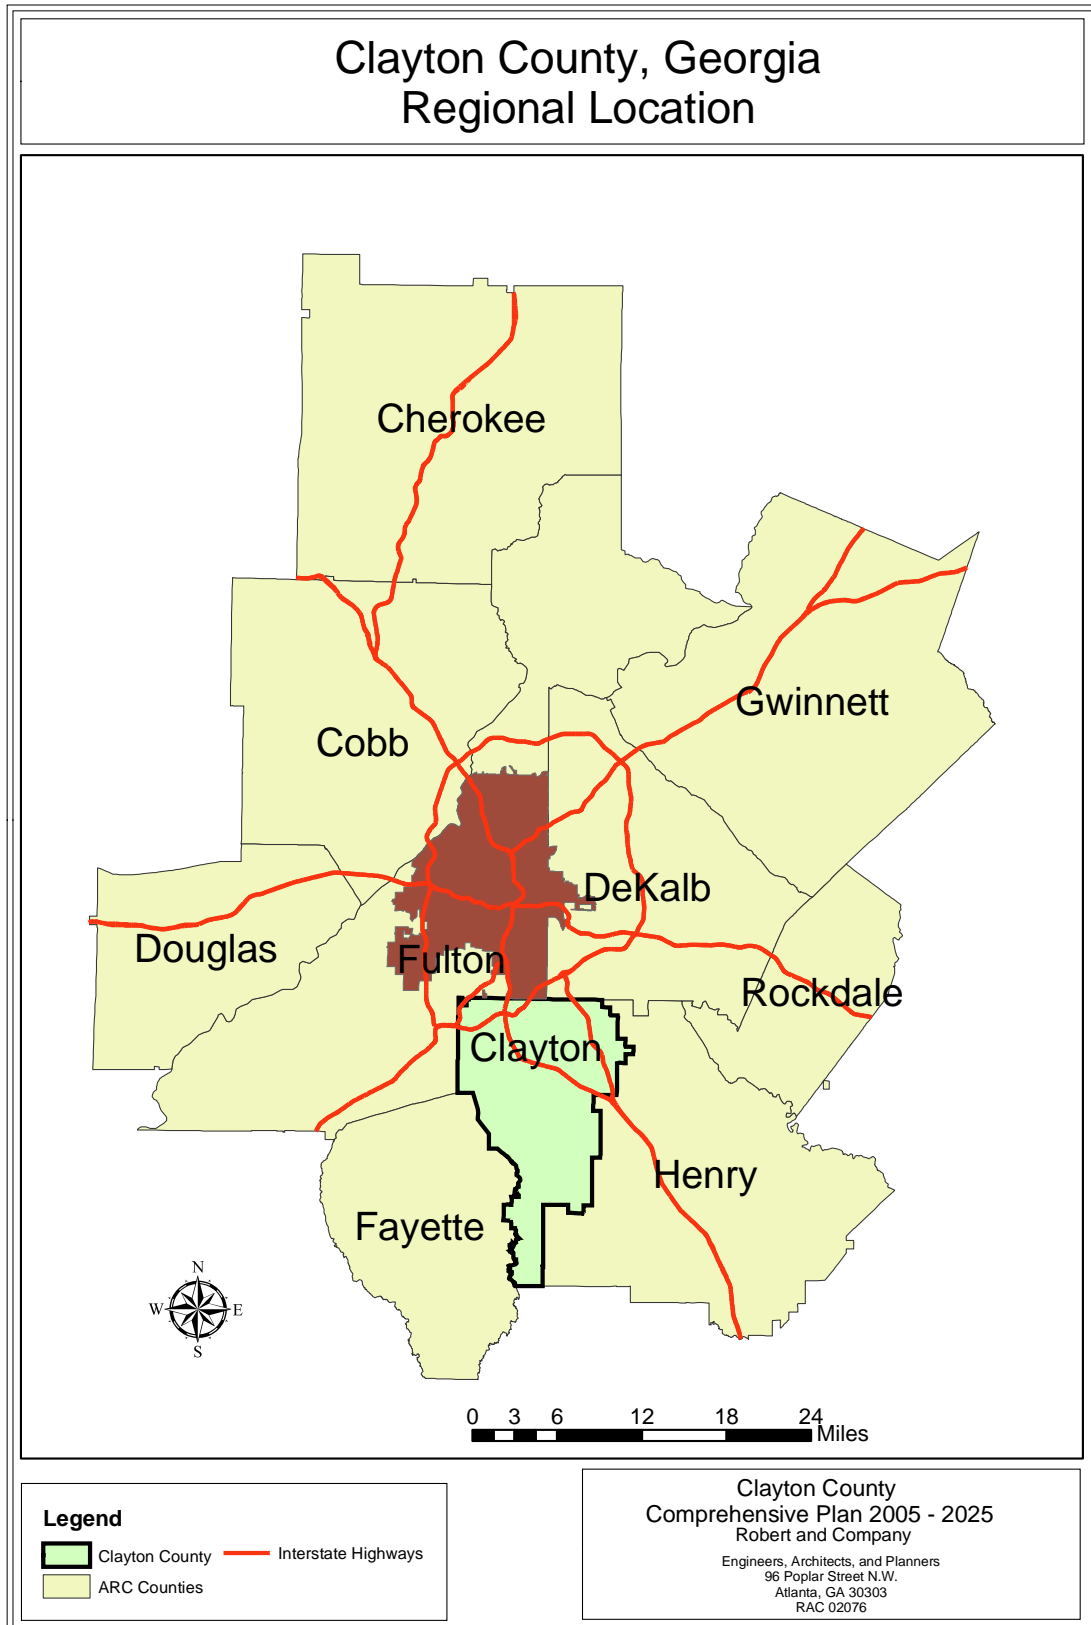 Clayton County, Georgia
Regional Location
Cherokee
Gwinnett
Cobb
DeKalb
Douglas
Fulton
Rockdale
Clayton
Henry
Fayette
N
W E
S
0 3 6 12 18 24
Miles
Legend
Clayton County Interstate Highways
ARC Counties
Clayton County
Comprehensive Plan 2005 - 2025
Robert and Company
Engineers, Architects, and Planners
96 Poplar Street N.W.
Atlanta, GA 30303
RAC 02076